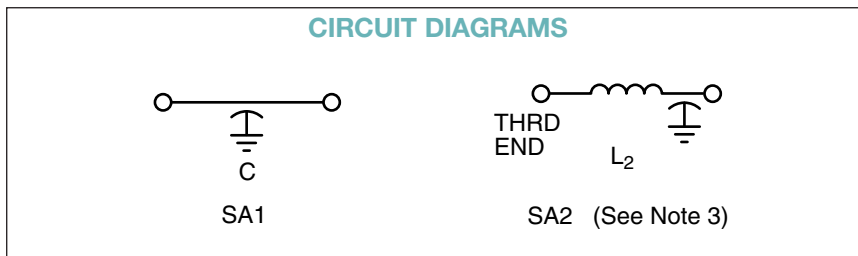 CIRCUIT DIAGRAMS
C
SA1
THRD
END
L2
SA2 (See Note 3)